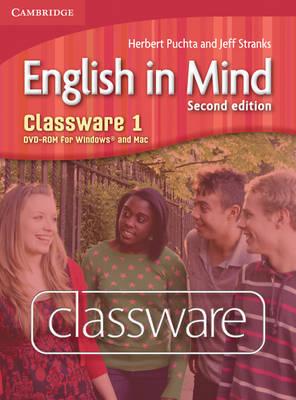 CAMBRIDGE
Herbert Puchta and Jeff Stranks
English in Mind
Second edition
Classware 1
DVD-ROM for Windows® and Mac
classware